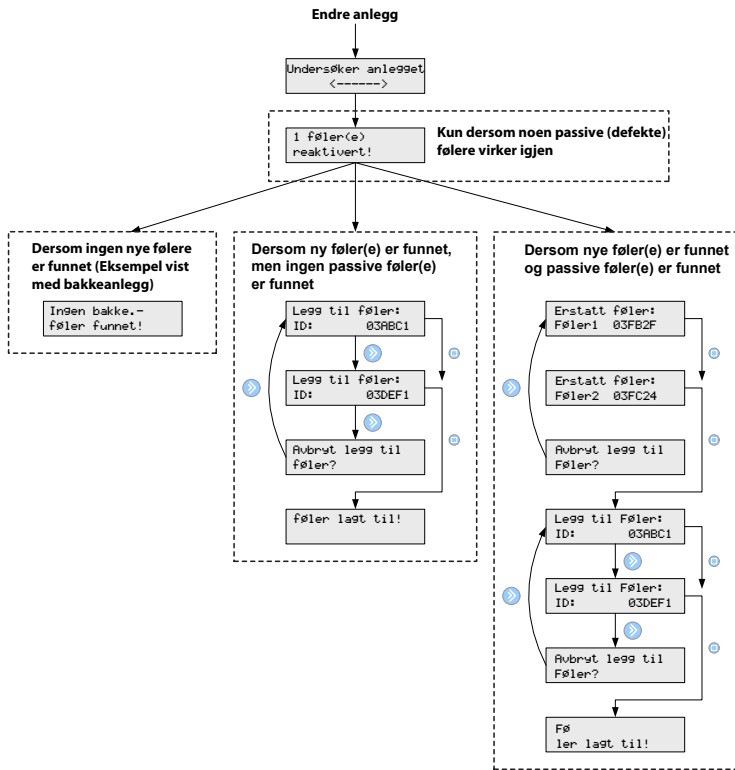 Endre anlegg
Undersøker anlegget
<------>
1 føler(e)
reaktivert!
Kun dersom noen passive (defekte)
følere virker igjen
Dersom ingen nye følere
er funnet (Eksempel vist
med bakkeanlegg)
Ingen bakke.-
føler funnet!
Dersom ny føler(e) er funnet,
men ingen passive føler(e)
er funnet
Legg til føler:
ID: 03ABC1
Legg til føler:
ID: 03DEF1
Avbryt legg til
føler?
føler lagt til!
Dersom nye føler(e) er funnet
og passive føler(e) er funnet
Erstatt føler:
Føler1 03FB2F
Erstatt føler:
Føler2 03FC24
Avbryt legg til
Føler?
Legg til Føler:
ID: 03ABC1
Legg til Føler:
ID: 03DEF1
Avbryt legg til
Føler?
Fø
ler lagt til!